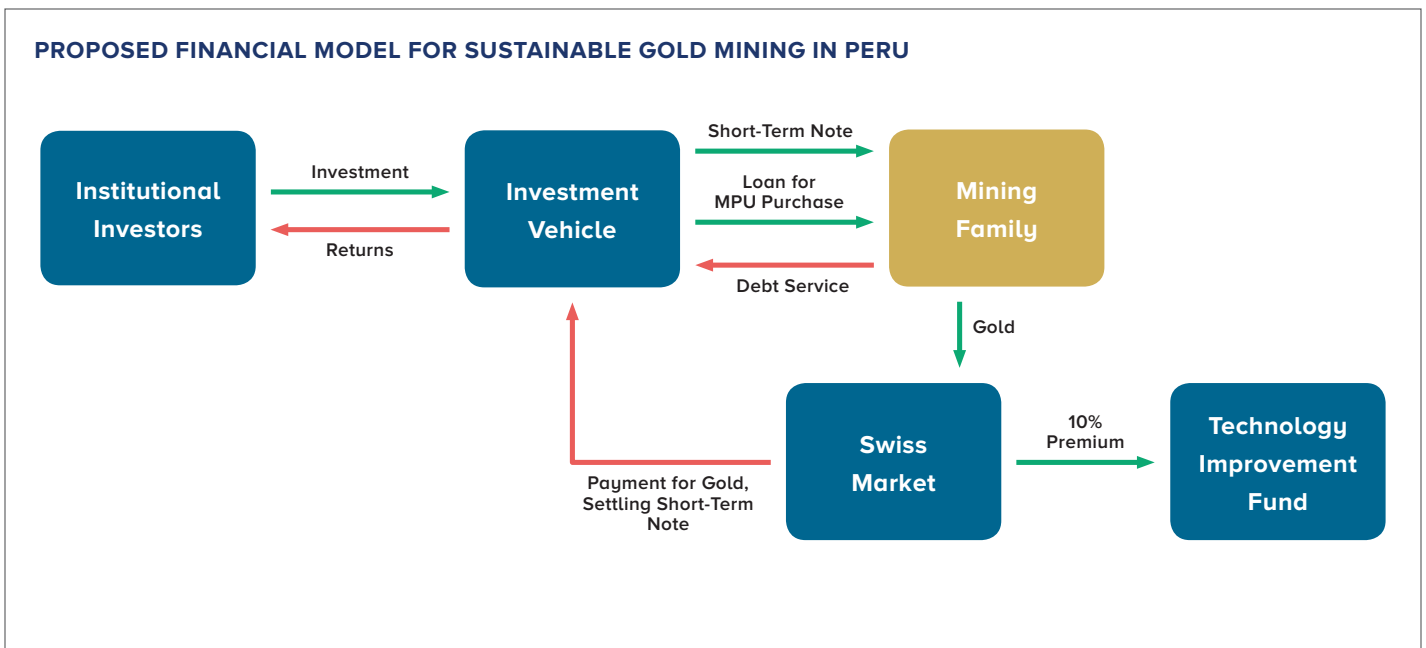 PROPOSED FINANCIAL MODEL FOR SUSTAINABLE GOLD MINING IN PERU
Institutional
Investors
Investment
Returns
Investment
Vehicle
Short-Term Note
Loan for
MPU Purchase
Debt Service
Mining
Family
Gold
Swiss
Market
Payment for Gold,
Settling Short-Term
Note
10%
Premium
Technology
Improvement
Fund